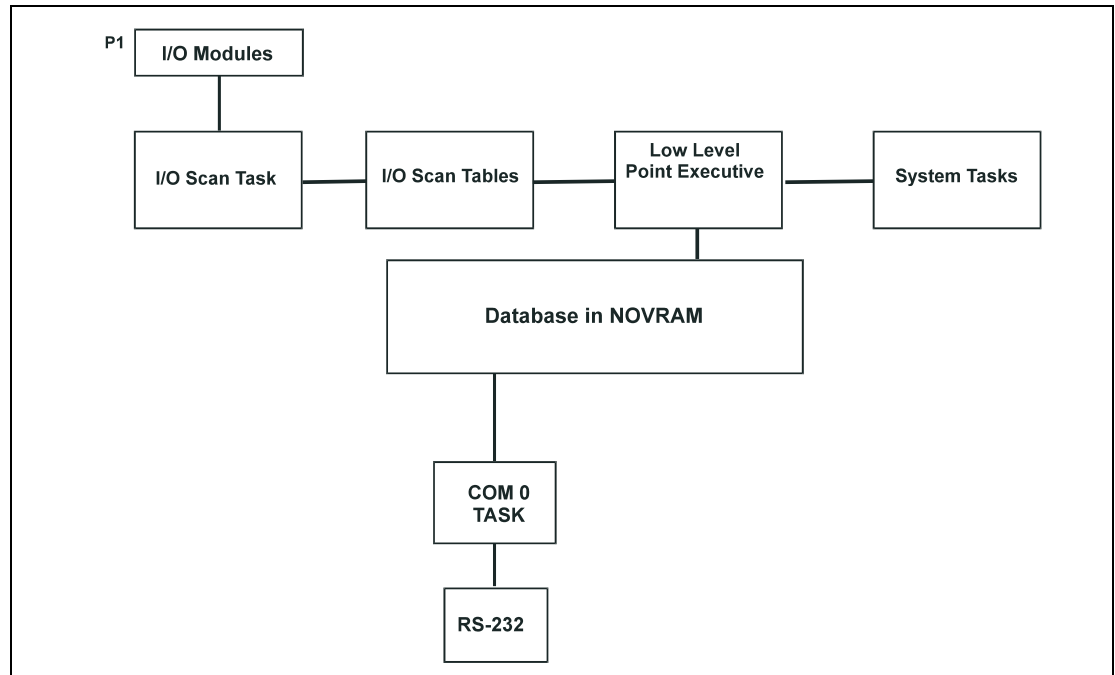 P1
I/O Modules
I/O Scan Task
I/O Scan Tables
Low Level
Point Executive
System Tasks
Database in NOVRAM
COM 0
TASK
RS-232